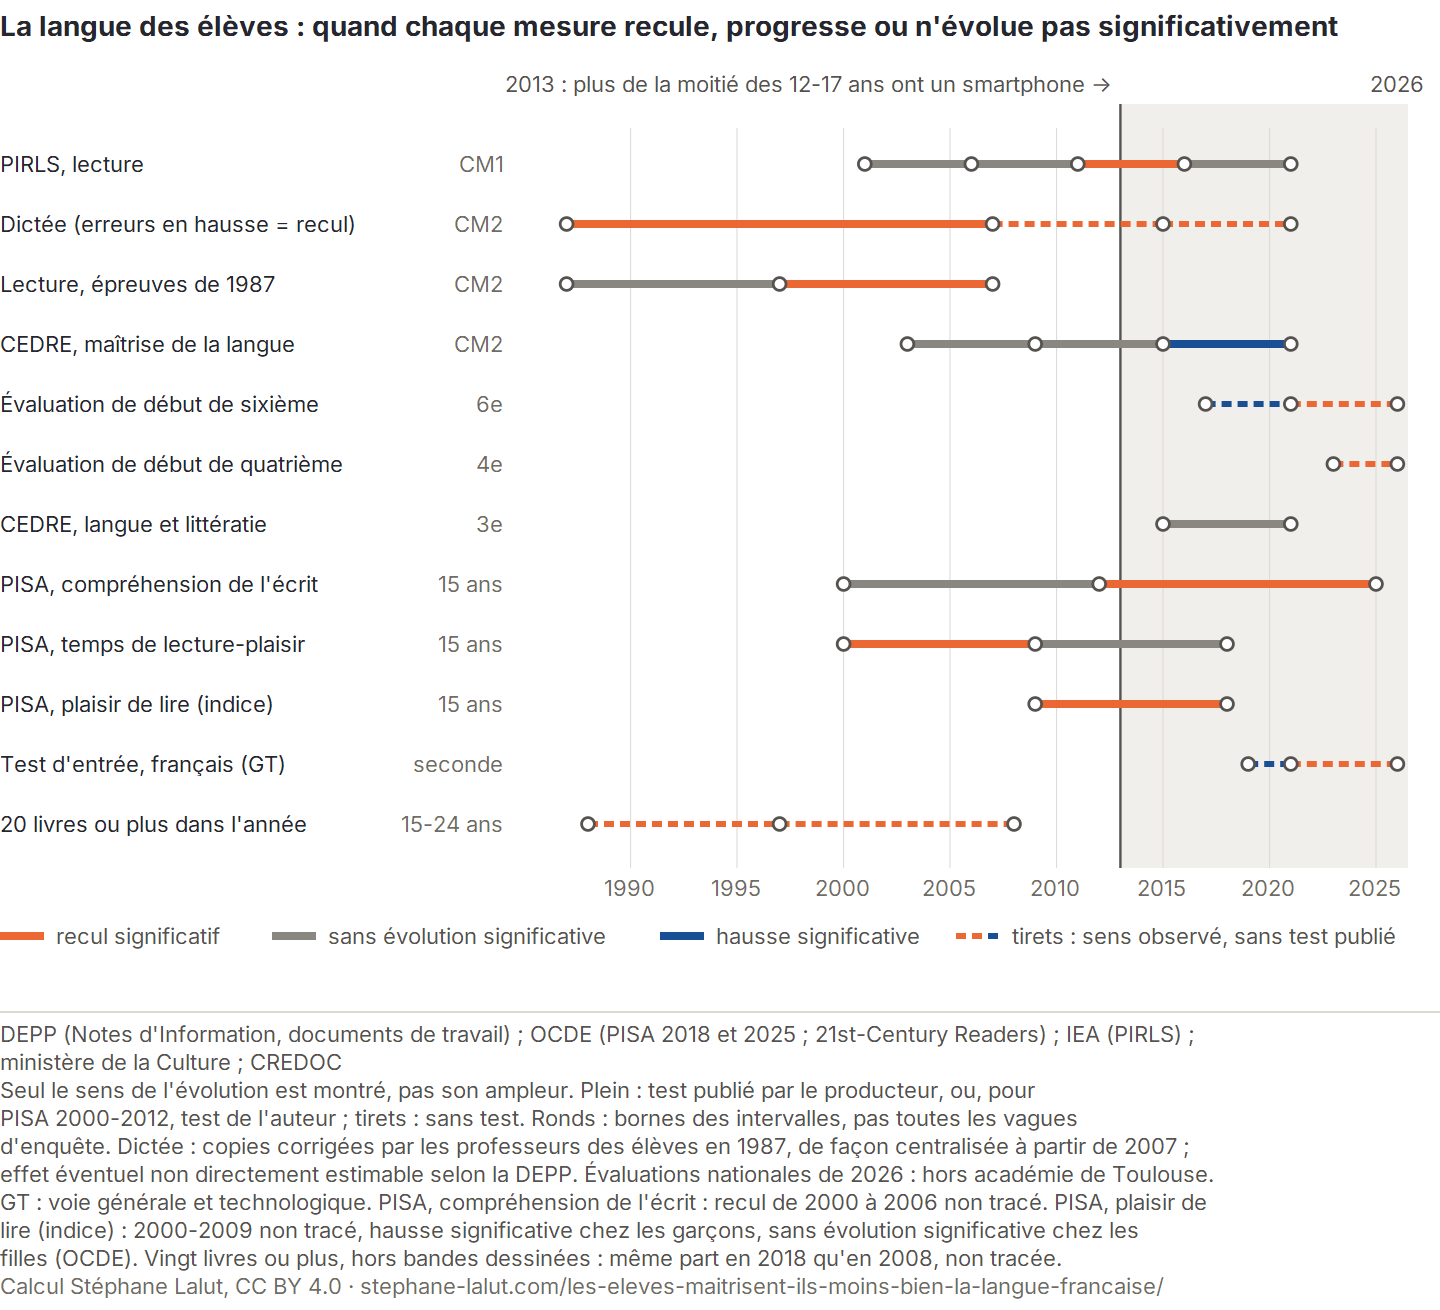 La langue des élèves : quand chaque mesure recule, progresse ou n'évolue pas significativement
2013 : plus de la moitié des 12-17 ans ont un smartphone → 2026
PIRLS, lecture CM1
Dictée (erreurs en hausse = recul) CM2
Lecture, épreuves de 1987 CM2
CEDRE, maîtrise de la langue CM2
Évaluation de début de sixième 6e
Évaluation de début de quatrième 4e
CEDRE, langue et littératie 3e
PISA, compréhension de l'écrit 15 ans
PISA, temps de lecture-plaisir 15 ans
PISA, plaisir de lire (indice) 15 ans
Test d'entrée, français (GT) seconde
20 livres ou plus dans l'année 15-24 ans
1990 1995 2000 2005 2010 2015 2020 2025
recul significatif sans évolution significative hausse significative tirets : sens observé, sans test publié
DEPP (Notes d'Information, documents de travail) ; OCDE (PISA 2018 et 2025 ; 21st-Century Readers) ; IEA (PIRLS) ;
ministère de la Culture ; CREDOC
Seul le sens de l'évolution est montré, pas son ampleur. Plein : test publié par le producteur, ou, pour
PISA 2000-2012, test de l'auteur ; tirets : sans test. Ronds : bornes des intervalles, pas toutes les vagues
d'enquête. Dictée : copies corrigées par les professeurs des élèves en 1987, de façon centralisée à partir de 2007 ;
effet éventuel non directement estimable selon la DEPP. Évaluations nationales de 2026 : hors académie de Toulouse.
GT : voie générale et technologique. PISA, compréhension de l'écrit : recul de 2000 à 2006 non tracé. PISA, plaisir de
lire (indice) : 2000-2009 non tracé, hausse significative chez les garçons, sans évolution significative chez les
filles (OCDE). Vingt livres ou plus, hors bandes dessinées : même part en 2018 qu'en 2008, non tracée.
Calcul Stéphane Lalut, CC BY 4.0 · stephane-lalut.com/les-eleves-maitrisent-ils-moins-bien-la-langue-francaise/